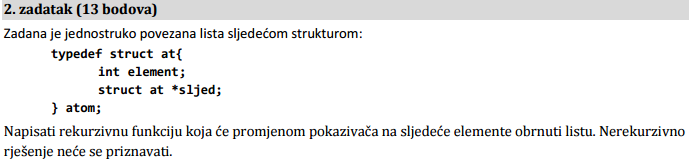 2. zadatak (13 bodova)
Zadana je jednostruko povezana lista sljedećom strukturom:
typedef struct at{
int element;
struct at *sljed;
} atom;
Napisati rekurzivnu funkciju koja će promjenom pokazivača na sljedeće elemente obrnuti listu. Nerekurzivno
rješenje neće se priznavati.